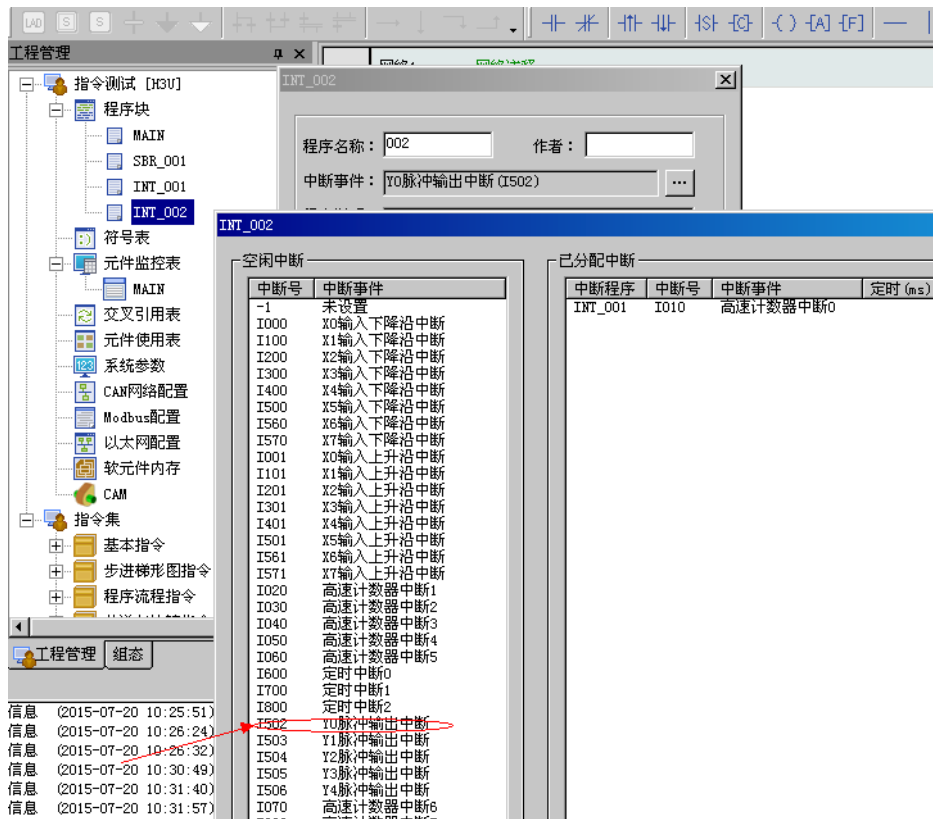 LAD S S
S C ( ) A F
工程管理
指令测试 [H3U]
程序块
MAIN
SBR_001
INT_001
INT_002
符号表
元件监控表
MAIN
交叉引用表
元件使用表
系统参数
CAN网络配置
Modbus配置
以太网配置
软元件内存
CAM
指令集
基本指令
步进梯形图指令
程序流程指令
工程管理 组态
信息 (2015-07-20 10:25:51)
信息 (2015-07-20 10:26:24)
信息 (2015-07-20 10:26:32)
信息 (2015-07-20 10:30:49)
信息 (2015-07-20 10:31:40)
信息 (2015-07-20 10:31:57)
INT_002
程序名称： 002 作者：
中断事件： Y0脉冲输出中断(I502) ...
INT_002
空闲中断
中断号 中断事件
-1 未设置
I000 X0输入下降沿中断
I100 X1输入下降沿中断
I200 X2输入下降沿中断
I300 X3输入下降沿中断
I400 X4输入下降沿中断
I500 X5输入下降沿中断
I560 X6输入下降沿中断
I570 X7输入下降沿中断
I001 X0输入上升沿中断
I101 X1输入上升沿中断
I201 X2输入上升沿中断
I301 X3输入上升沿中断
I401 X4输入上升沿中断
I501 X5输入上升沿中断
I561 X6输入上升沿中断
I571 X7输入上升沿中断
I020 高速计数器中断1
I030 高速计数器中断2
I040 高速计数器中断3
I050 高速计数器中断4
I060 高速计数器中断5
I600 定时中断0
I700 定时中断1
I800 定时中断2
I502 Y0脉冲输出中断
I503 Y1脉冲输出中断
I504 Y2脉冲输出中断
I505 Y3脉冲输出中断
I506 Y4脉冲输出中断
I070 高速计数器中断6
已分配中断
中断程序 中断号 中断事件 定时(ms)
INT_001 I010 高速计数器中断0